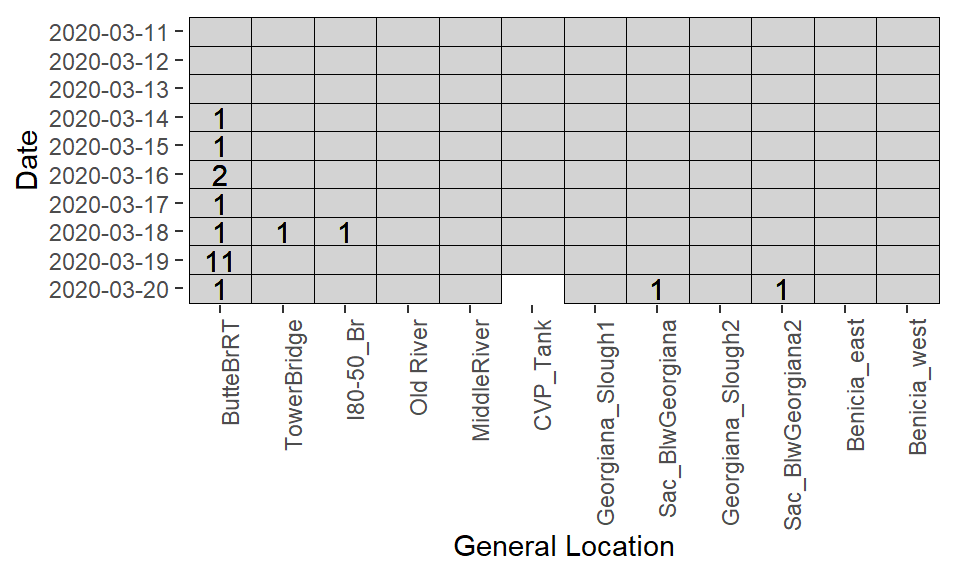 Date
2020-03-11
2020-03-12
2020-03-13
2020-03-14 1
2020-03-15 1
2020-03-16 2
2020-03-17 1
2020-03-18 1 1 1
2020-03-19 11
2020-03-20 1 1 1
ButteBrRT
TowerBridge
I80-50_Br
Old River
MiddleRiver
CVP_Tank
Georgiana_Slough1
Sac_BlwGeorgiana
Georgiana_Slough2
Sac_BlwGeorgiana2
Benicia_east
Benicia_west
General Location